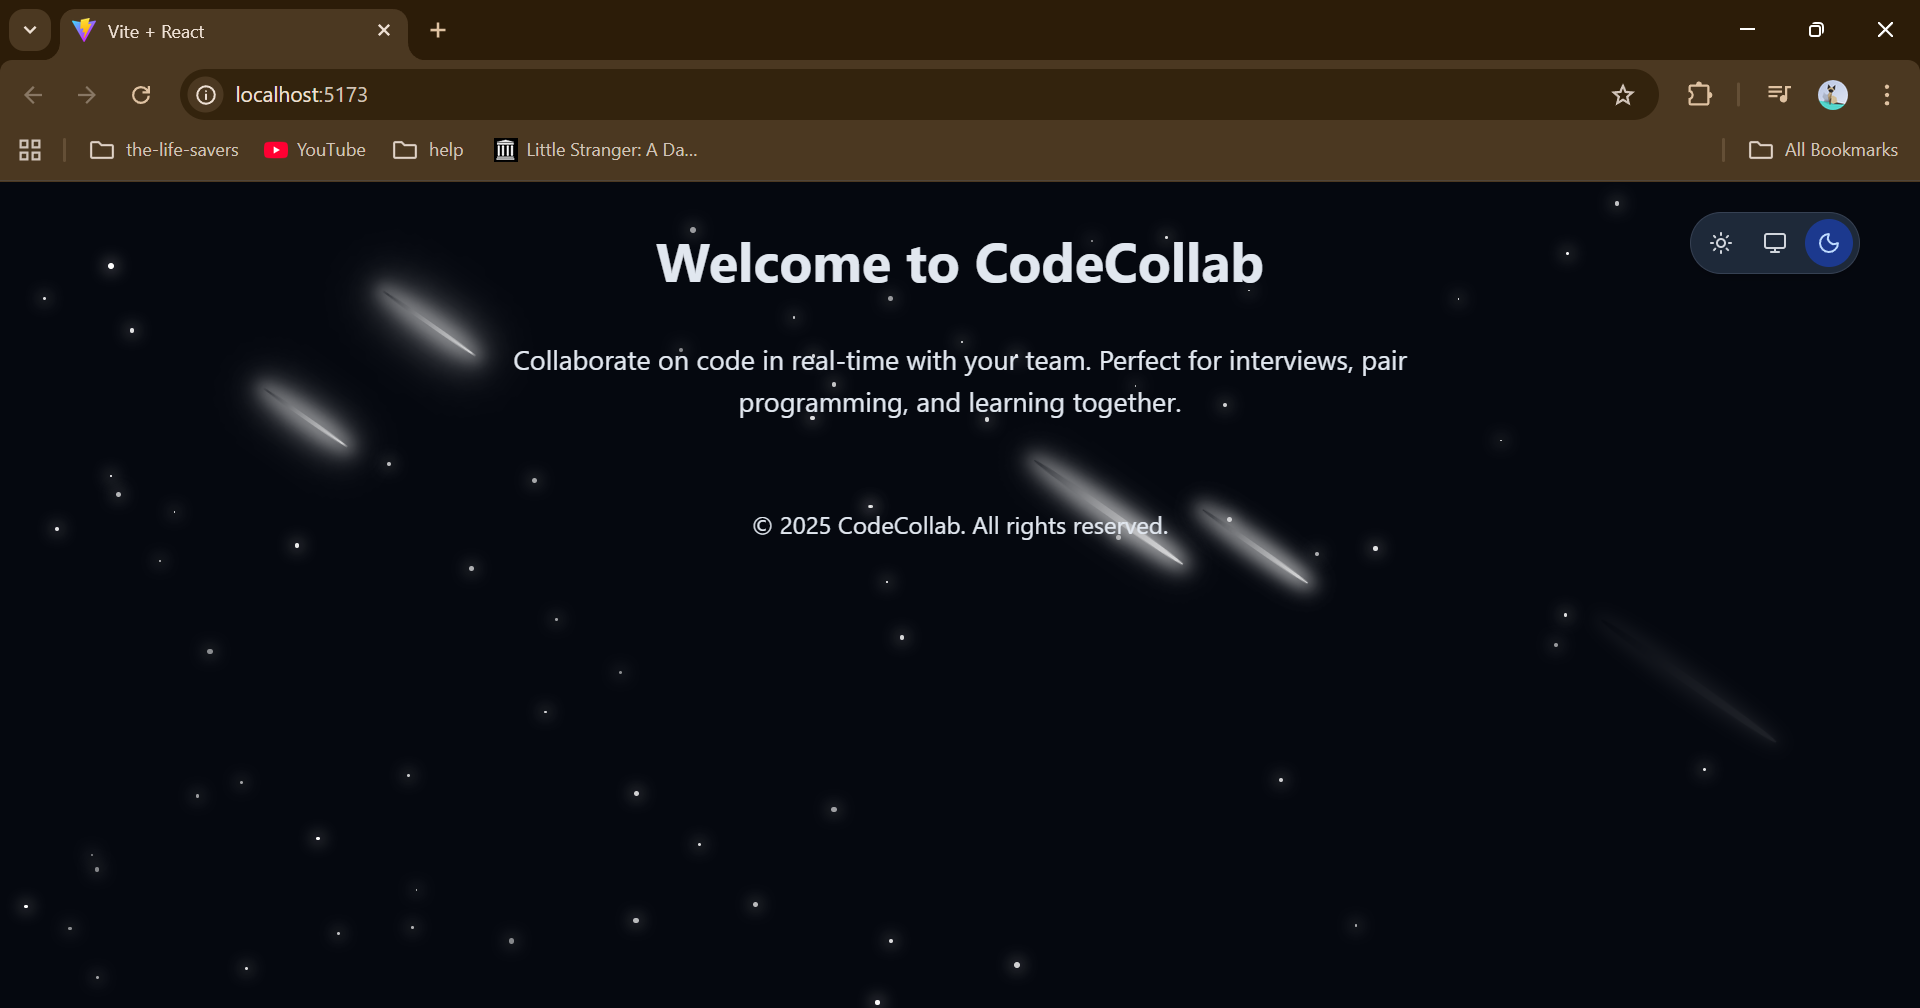 Vite + React
localhost:5173
the-life-savers
YouTube
help
Little Stranger: A Da...
All Bookmarks
Welcome to CodeCollab
Collaborate on code in real-time with your team. Perfect for interviews, pair
programming, and learning together.
© 2025 CodeCollab. All rights reserved.